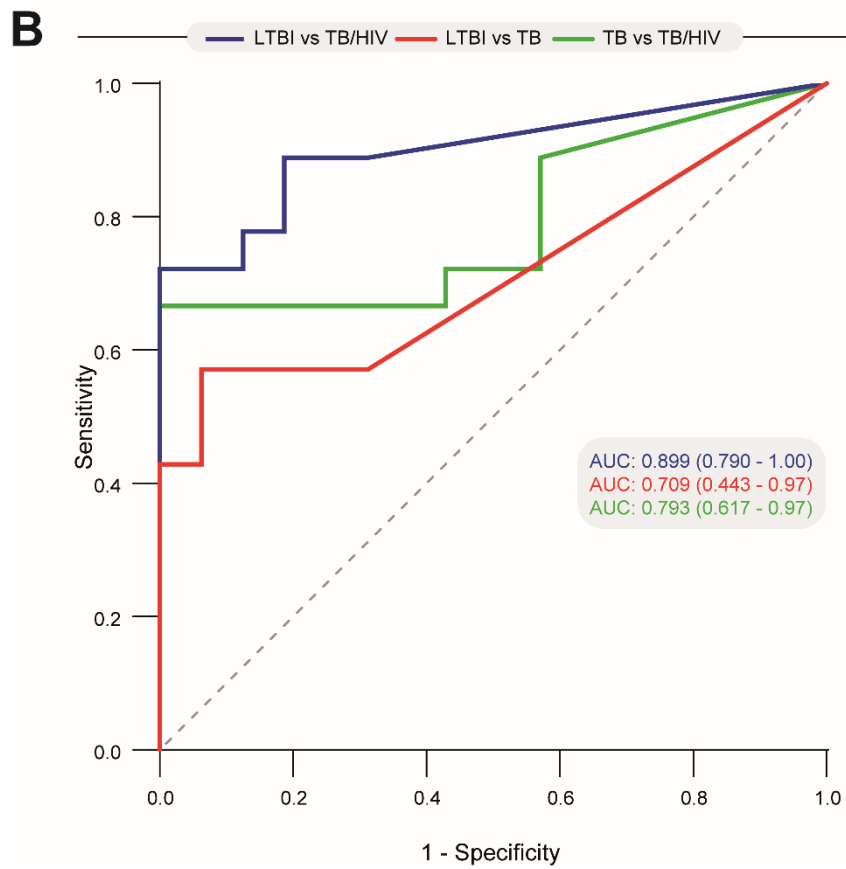 B
LTBI vs TB/HIV LTBI vs TB TB vs TB/HIV
1.0
0.8
0.6
0.4
0.2
0.0
Sensitivity
AUC: 0.899 (0.790 - 1.00)
AUC: 0.709 (0.443 - 0.97)
AUC: 0.793 (0.617 - 0.97)
0.0 0.2 0.4 0.6 0.8 1.0
1 - Specificity